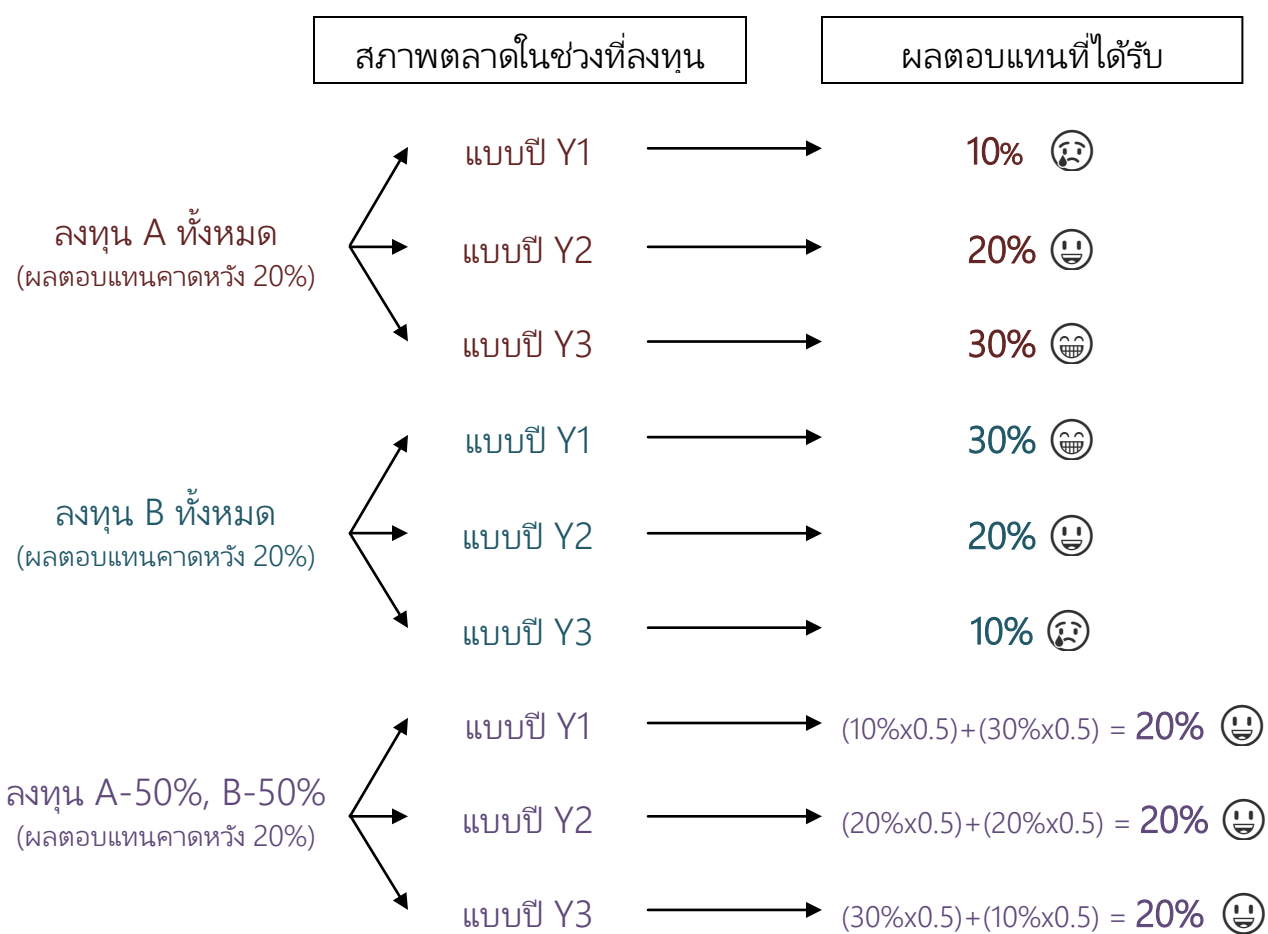 สภาพตลาดในช่วงที่ลงทุน ผลตอบแทนที่ได้รับ
แบบปี Y1 10%
ลงทุน A ทั้งหมด
(ผลตอบแทนคาดหวัง 20%)
แบบปี Y2 20%
แบบปี Y3 30%
แบบปี Y1 30%
ลงทุน B ทั้งหมด
(ผลตอบแทนคาดหวัง 20%)
แบบปี Y2 20%
แบบปี Y3 10%
แบบปี Y1 (10%x0.5)+(30%x0.5) = 20%
ลงทุน A-50%, B-50%
(ผลตอบแทนคาดหวัง 20%)
แบบปี Y2 (20%x0.5)+(20%x0.5) = 20%
แบบปี Y3 (30%x0.5)+(10%x0.5) = 20%